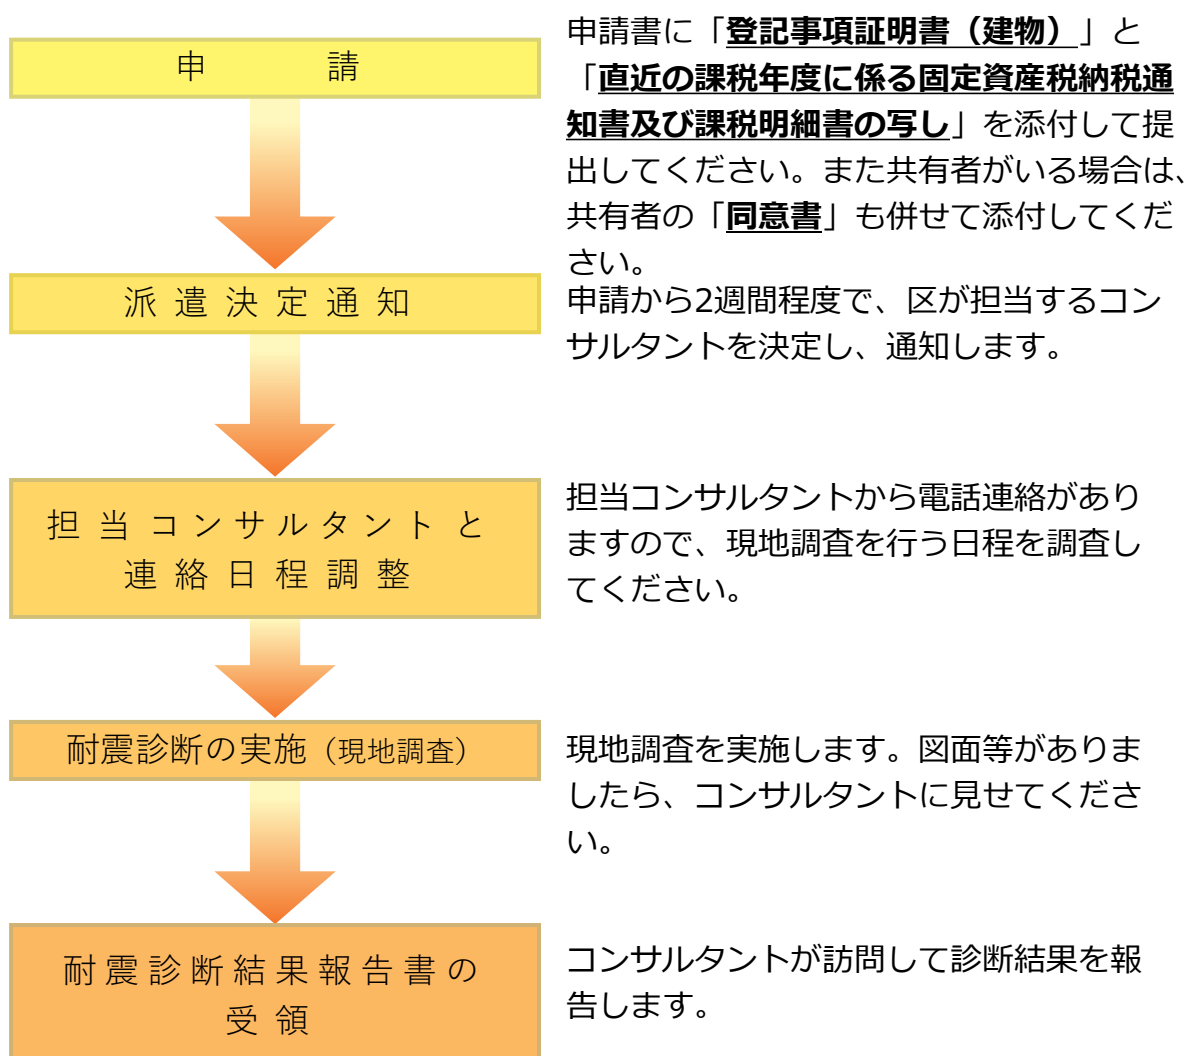 申請
申請書に「登記事項証明書（建物）」と
「直近の課税年度に係る固定資産税納税通
知書及び課税明細書の写し」を添付して提
出してください。また共有者がいる場合は、
共有者の「同意書」も併せて添付してくだ
さい。
派遣決定通知
申請から2週間程度で、区が担当するコン
サルタントを決定し、通知します。
担当コンサルタントと
連絡日程調整
担当コンサルタントから電話連絡があり
ますので、現地調査を行う日程を調査し
てください。
耐震診断の実施（現地調査）
現地調査を実施します。図面等がありま
したら、コンサルタントに見せてくださ
い。
耐震診断結果報告書の
受領
コンサルタントが訪問して診断結果を報
告します。